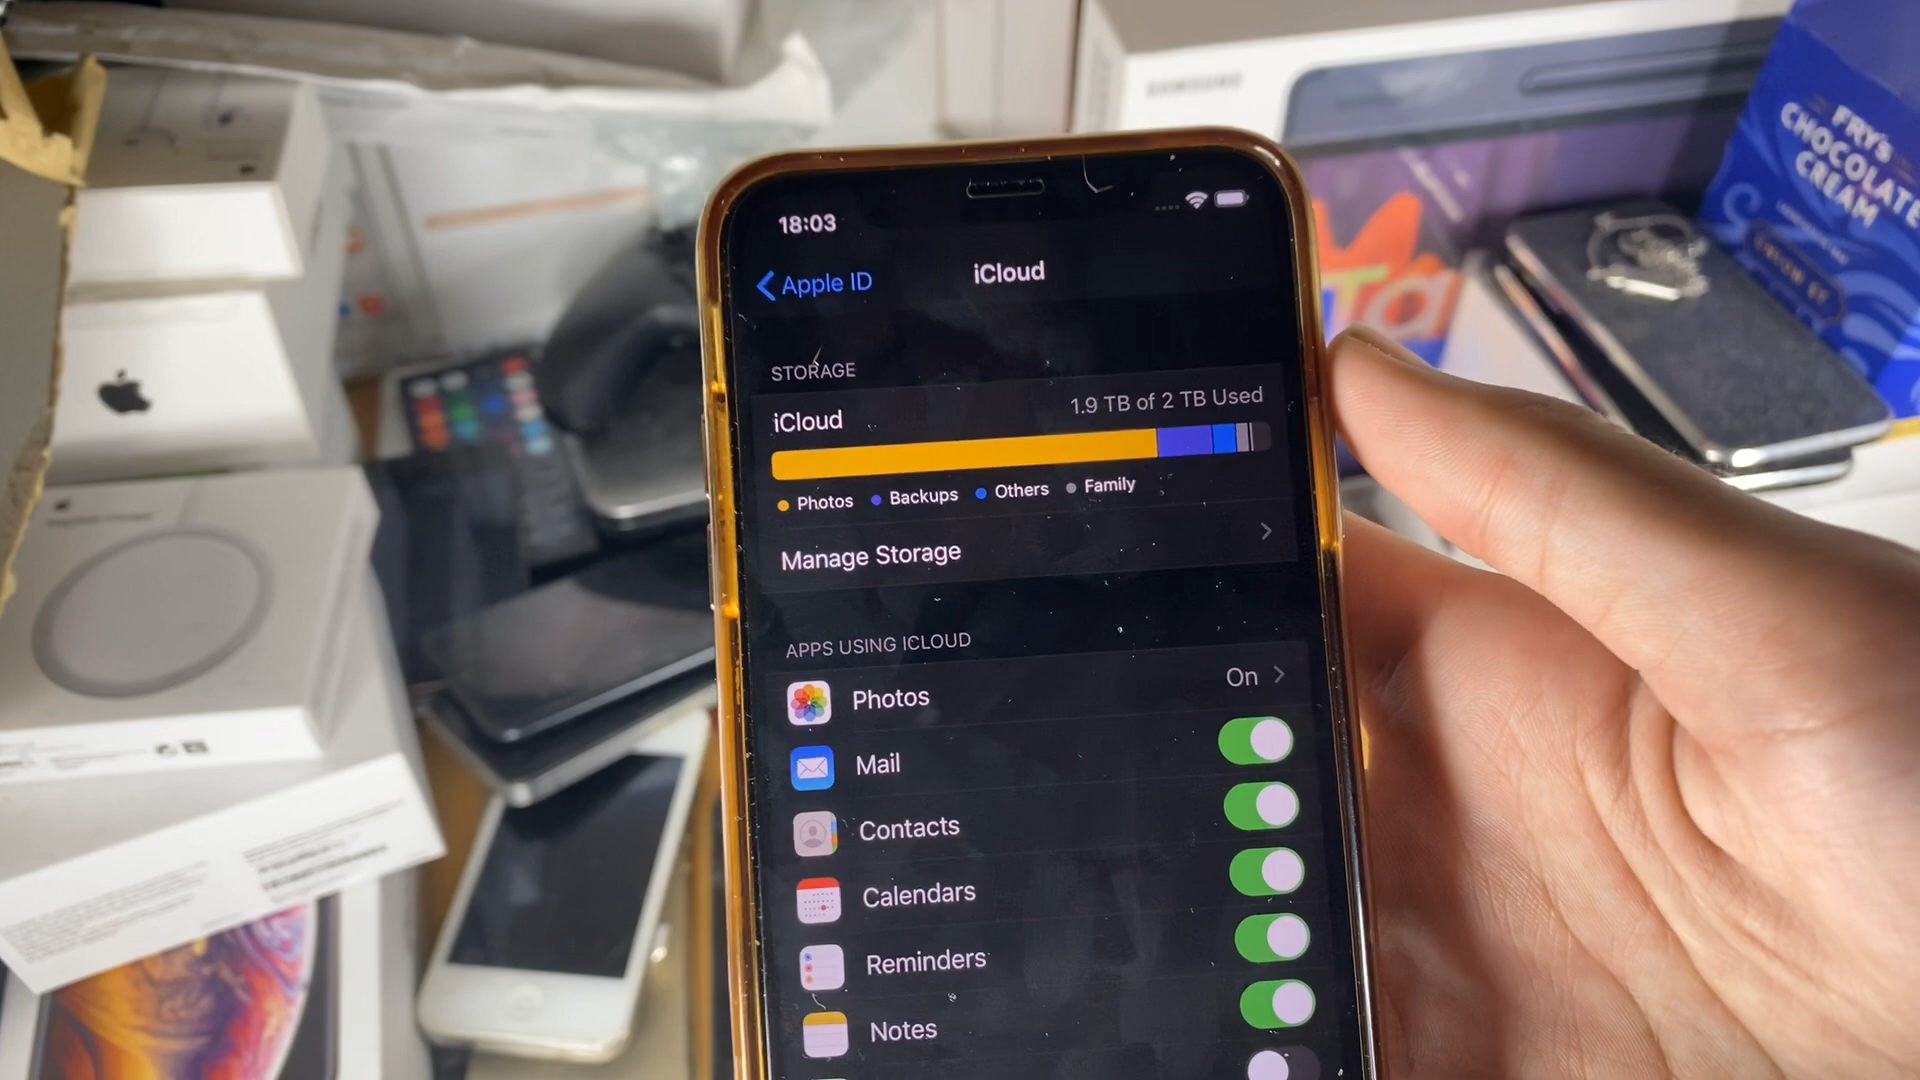 18:03
Apple ID
iCloud
STORAGE
iCloud
1.9 TB of 2 TB Used
Photos
Backups
Others
Family
Manage Storage
APPS USING ICLOUD
Photos
On
Mail
Contacts
Calendars
Reminders
Notes
SAMSUNG
FRY's
CHOCOLATE
CREAM